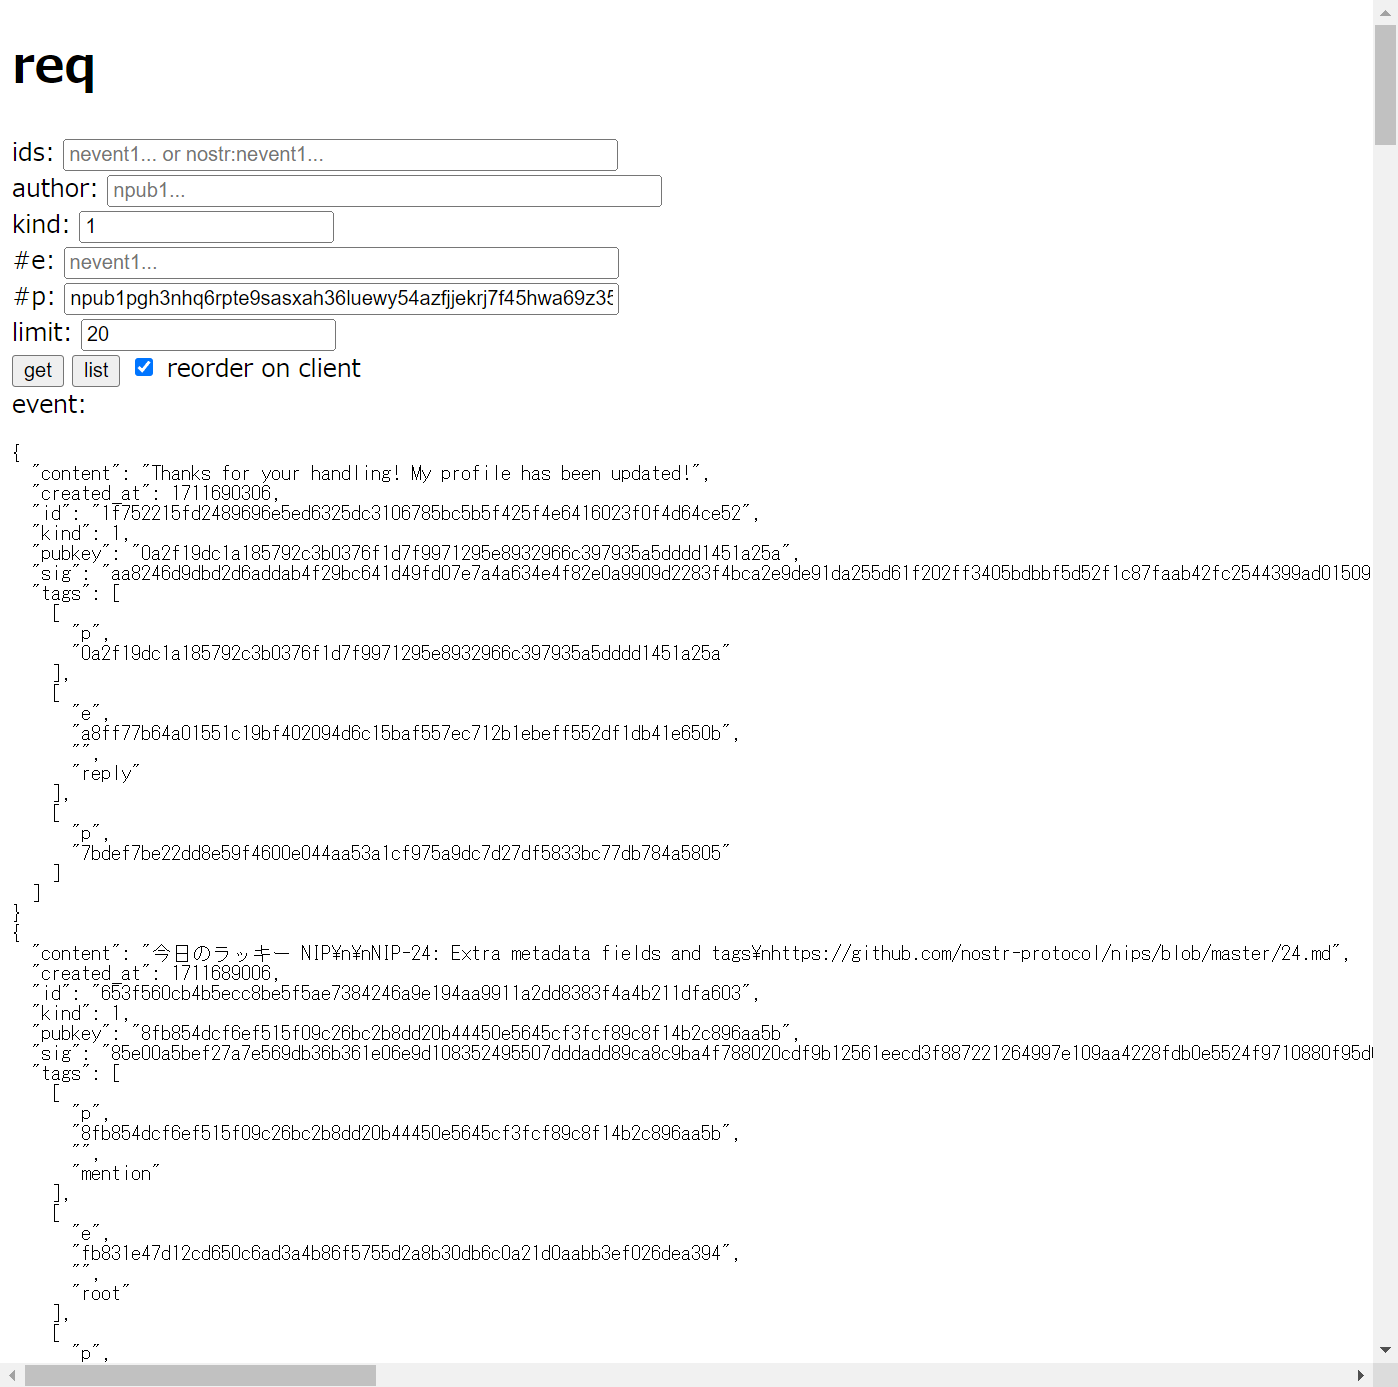 req
ids: nevent1... or nostr:nevent1...
author: npub1...
kind: 1
#e: nevent1...
#p: npub1pgh3nhq6rpte9sasxah36luewy54azfjjekrj7f45hwa69z35
limit: 20
get list reorder on client
event:
{
"content": "Thanks for your handling! My profile has been updated!",
"created_at": 1711690306,
"id": "1f752215fd2489696e5ed6325dc3106785bc5b5f425f4e6416023f0f4d64ce52",
"kind": 1,
"pubkey": "0a2f19dc1a185792c3b0376f1d7f9971295e8932966c397935a5dddd1451a25a",
"sig": "aa8246d9dbd2d6addab4f29bc641d49fd07e7a4a634e4f82e0a9909d2283f4bca2e9de91da255d61f202ff3405bdbbf5d52f1c87faab42fc2544399ad01509
"tags": [
[
"p",
"0a2f19dc1a185792c3b0376f1d7f9971295e8932966c397935a5dddd1451a25a"
],
[
"e",
"a8ff77b64a01551c19bf402094d6c15baf557ec712b1ebeff552df1db41e650b",
"",
"reply"
],
[
"p",
"7bdef7be22dd8e59f4600e044aa53a1cf975a9dc7d27df5833bc77db784a5805"
]
]
}
{
"content": "今日のラッキー NIP¥n¥nNIP-24: Extra metadata fields and tags¥nhttps://github.com/nostr-protocol/nips/blob/master/24.md",
"created_at": 1711689006,
"id": "653f560cb4b5ecc8be5f5ae7384246a9e194aa9911a2dd8383f4a4b211dfa603",
"kind": 1,
"pubkey": "8fb854dcf6ef515f09c26bc2b8dd20b44450e5645cf3fcf89c8f14b2c896aa5b",
"sig": "85e00a5bef27a7e569db36b361e06e9d108352495507dddadd89ca8c9ba4f788020cdf9b12561eecd3f887221264997e109aa4228fdb0e5524f9710880f95d
"tags": [
[
"p",
"8fb854dcf6ef515f09c26bc2b8dd20b44450e5645cf3fcf89c8f14b2c896aa5b",
"",
"mention"
],
[
"e",
"fb831e47d12cd650c6ad3a4b86f5755d2a8b30db6c0a21d0aabb3ef026dea394",
"",
"root"
],
[
"p",